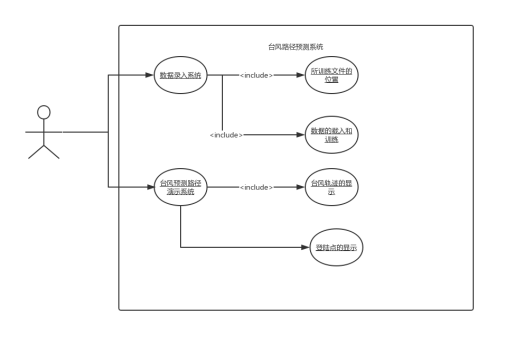 台风路径预测系统
数据录入系统
<include>
所训练文件的
位置
<include>
数据的载入和
训练
台风预测路径
演示系统
<include>
台风轨迹的显
示
登陆点的显示